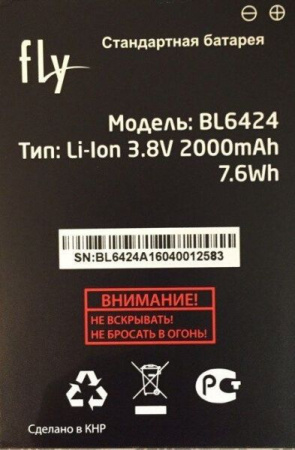 Стандартная батарея
fly
Модель: BL6424
Тип: Li-Ion 3.8V 2000mAh
7.6Wh
SN:BL6424A16040012583
ВНИМАНИЕ!
НЕ ВСКРЫВАТЬ!
НЕ БРОСАТЬ В ОГОНЬ!
Сделано в КНР
РСТ